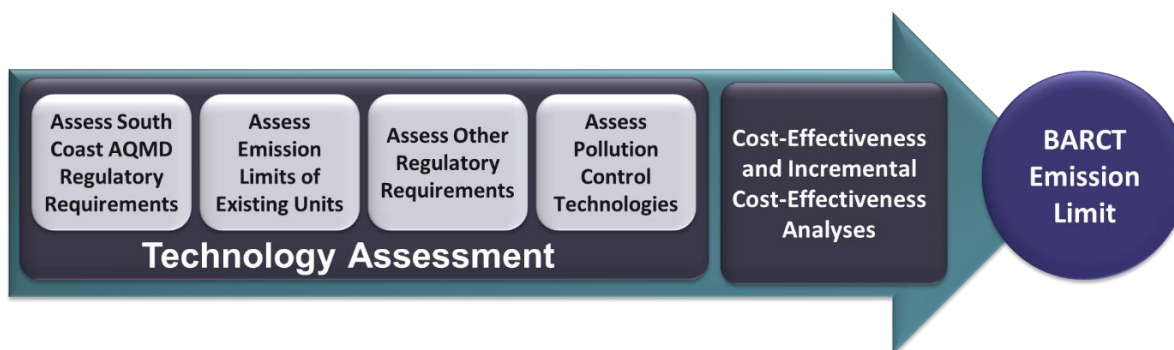 Assess South
Coast AQMD
Regulatory
Requirements
Assess
Emission
Limits of
Existing Units
Assess Other
Regulatory
Requirements
Assess
Pollution
Control
Technologies
Technology Assessment
Cost-Effectiveness
and Incremental
Cost-Effectiveness
Analyses
BARCT
Emission
Limit